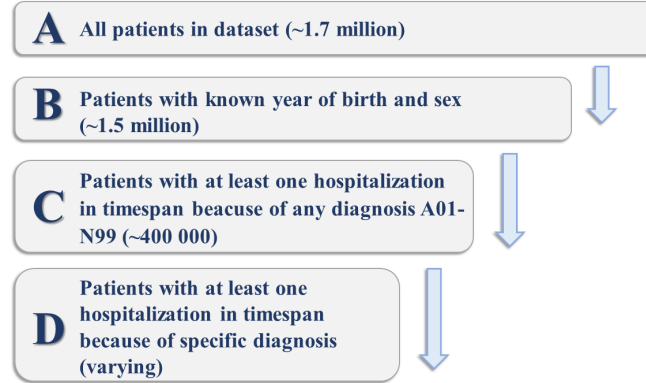 A All patients in dataset (~1.7 million)
B Patients with known year of birth and sex
(~1.5 million)
Patients with at least one hospitalization
C in timespan beacuse of any diagnosis A01-
N99 (~400 000)
Patients with at least one
hospitalization in timespan
D because of specific diagnosis
(varying)